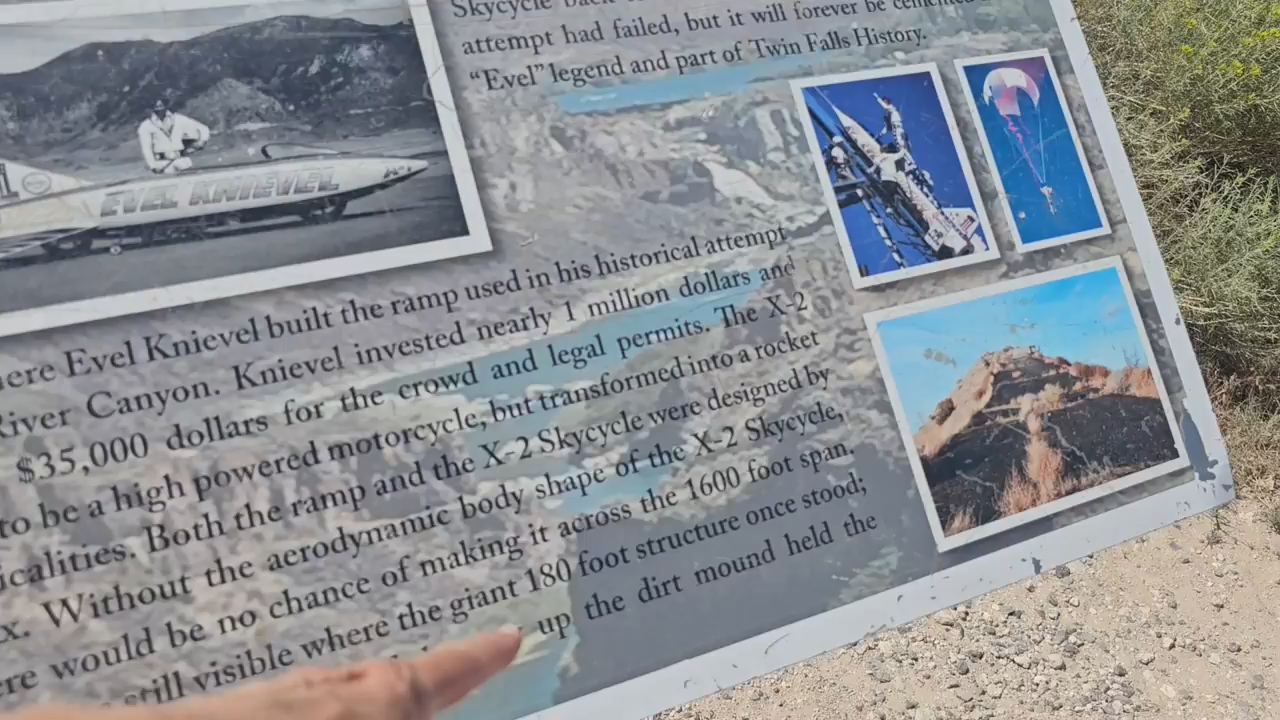 Skycycle back
attempt had failed, but it will forever be cemented
"Evel" legend and part of Twin Falls History.
EVEL KNIEVEL
X-2
ere Evel Knievel built the ramp used in his historical attempt
River Canyon. Knievel invested nearly 1 million dollars and
$35,000 dollars for the crowd and legal permits. The X-2
to be a high powered motorcycle, but transformed into a rocket
icalities. Both the ramp and the X-2 Skycycle were designed by
x. Without the aerodynamic body shape of the X-2 Skycycle,
ere would be no chance of making it across the 1600 foot span.
still visible where the giant 180 foot structure once stood;
up the dirt mound held the